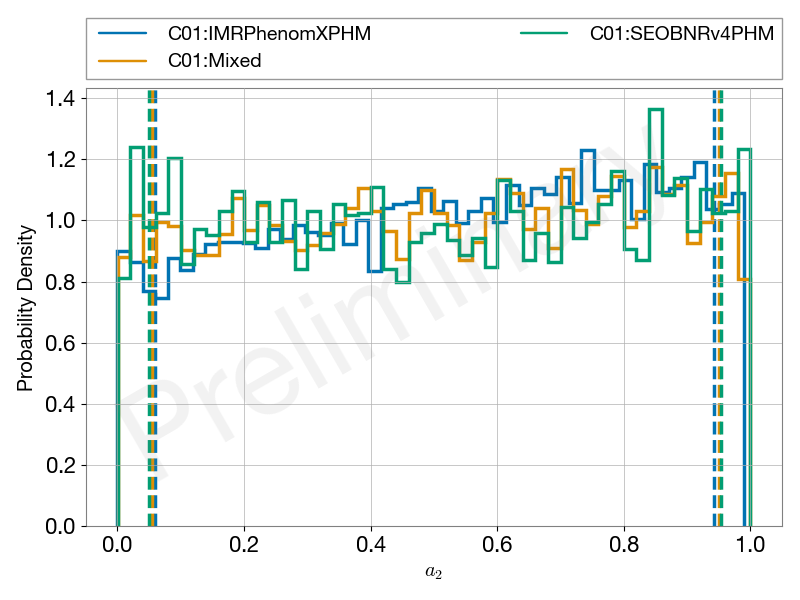 C01:IMRPhenomXPHM
C01:Mixed
C01:SEOBNRv4PHM
Probability Density
1.4
1.2
1.0
0.8
0.6
0.4
0.2
0.0
Preliminary
0.0 0.2 0.4 0.6 0.8 1.0
a₂